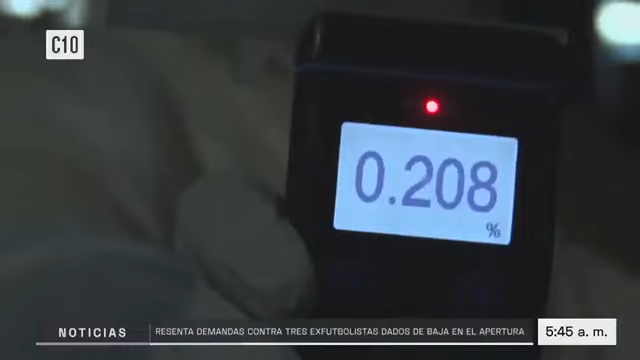 C10
0.208
%
NOTICIAS
RESENTA DEMANDAS CONTRA TRES EXFUTBOLISTAS DADOS DE BAJA EN EL APERTURA
5:45 a. m.